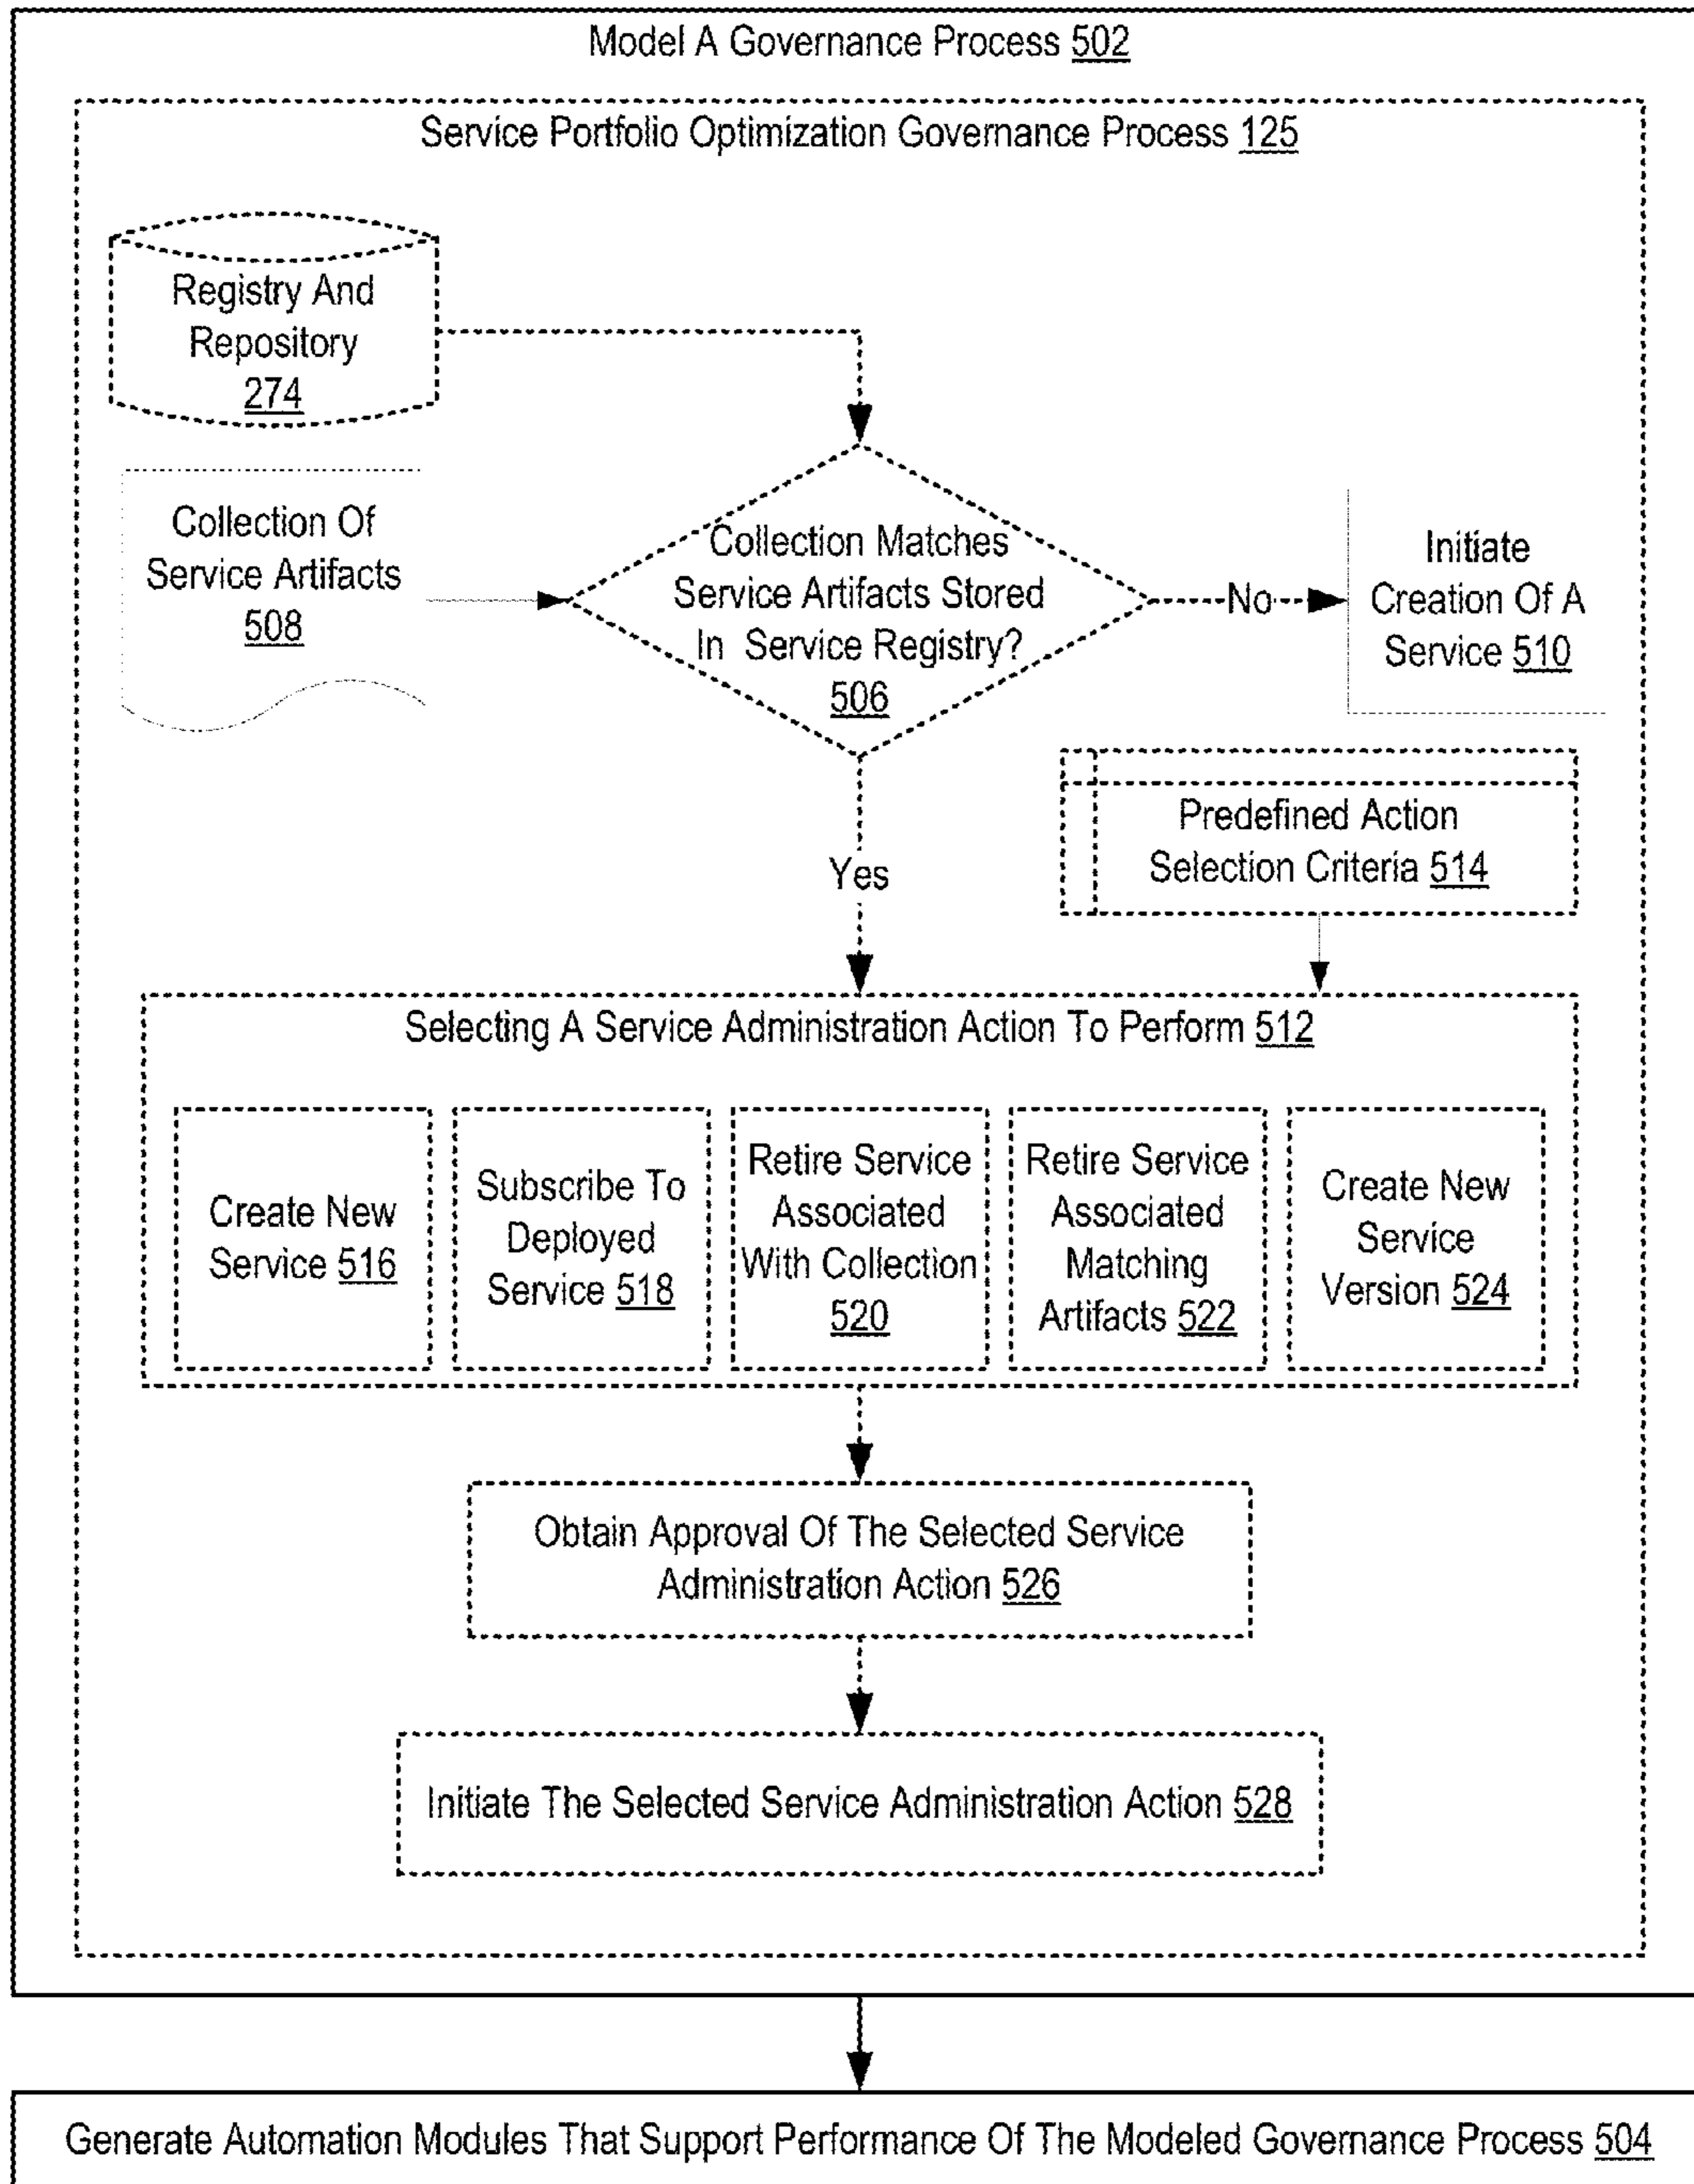 Model A Governance Process 502
Service Portfolio Optimization Governance Process 125
Registry And
Repository
274
Collection Of
Service Artifacts
508
Collection Matches
Service Artifacts Stored
In Service Registry?
506
No
Initiate
Creation Of A
Service 510
Yes
Predefined Action
Selection Criteria 514
Selecting A Service Administration Action To Perform 512
Create New
Service 516
Subscribe To
Deployed
Service 518
Retire Service
Associated
With Collection
520
Retire Service
Associated
Matching
Artifacts 522
Create New
Service
Version 524
Obtain Approval Of The Selected Service
Administration Action 526
Initiate The Selected Service Administration Action 528
Generate Automation Modules That Support Performance Of The Modeled Governance Process 504